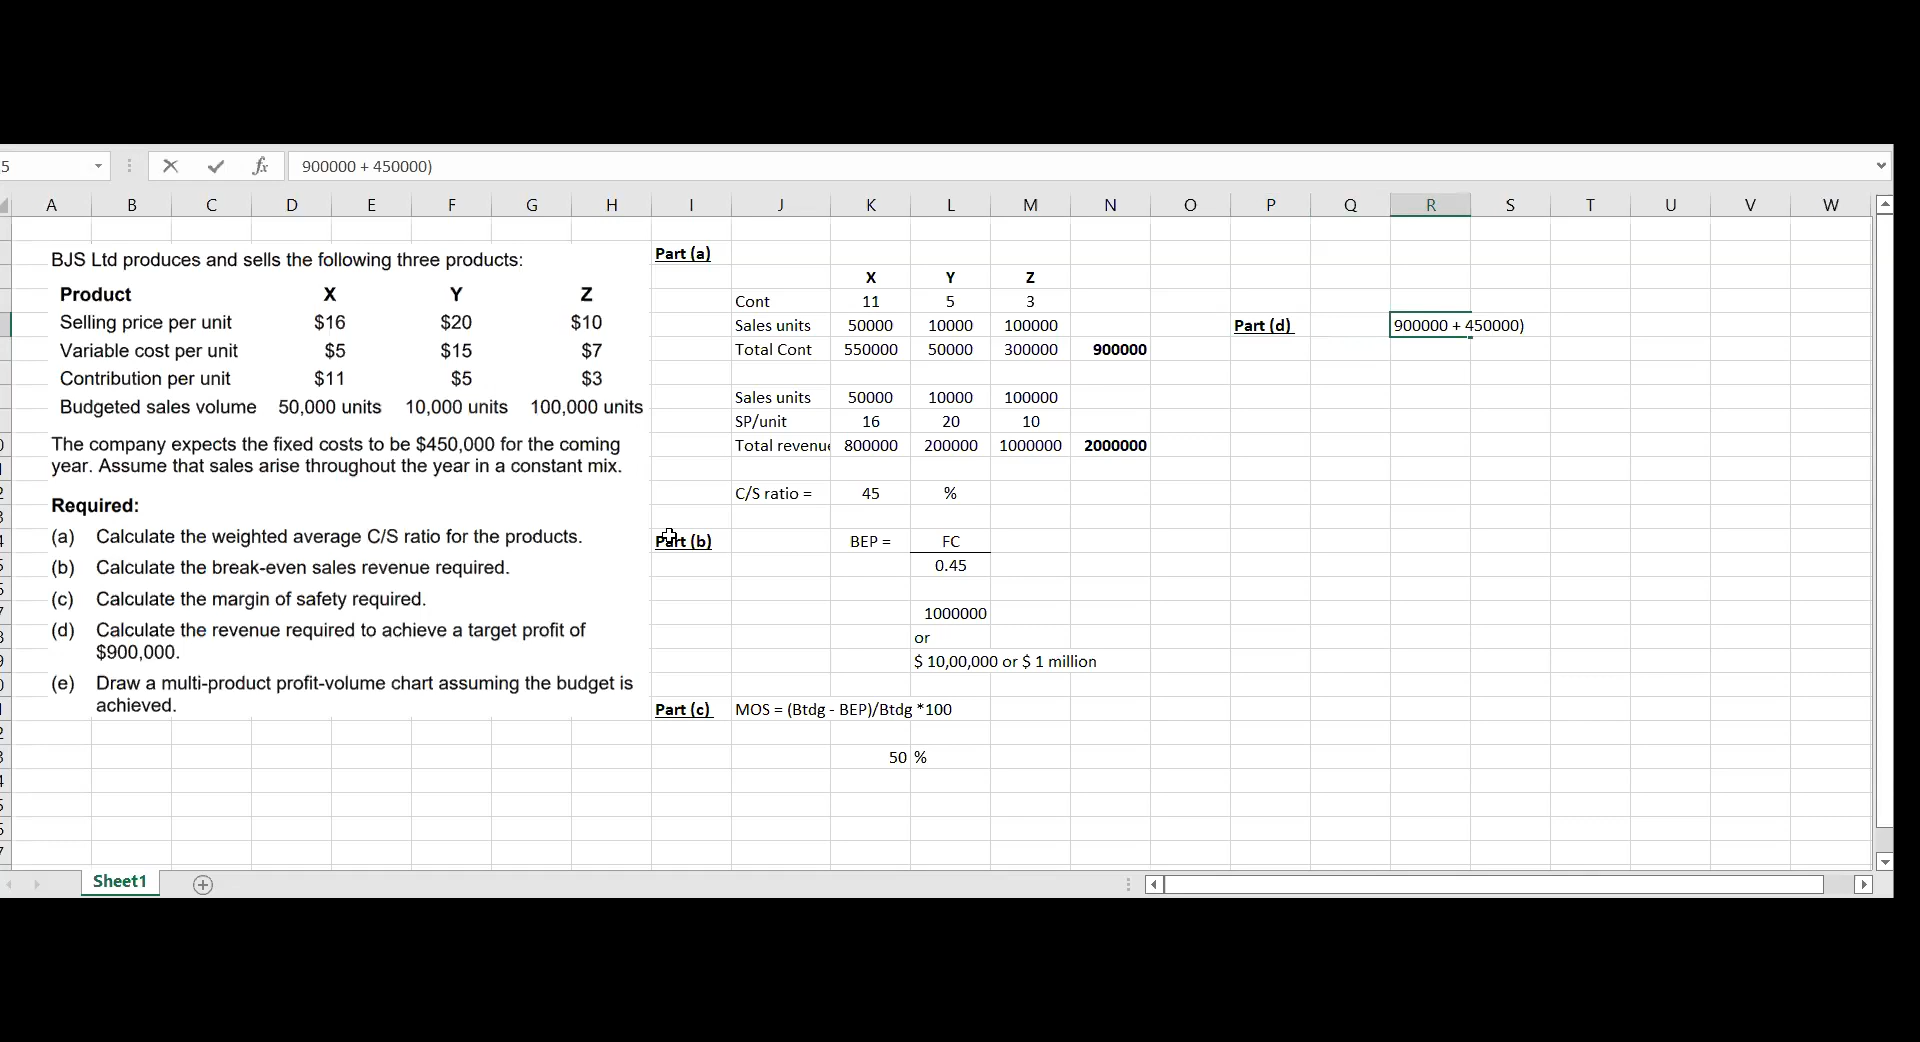 5 900000 + 450000)
A B C D E F G H I J K L M N O P Q R S T U V W
BJS Ltd produces and sells the following three products:
Product X Y Z
Selling price per unit $16 $20 $10
Variable cost per unit $5 $15 $7
Contribution per unit $11 $5 $3
Budgeted sales volume 50,000 units 10,000 units 100,000 units
The company expects the fixed costs to be $450,000 for the coming
year. Assume that sales arise throughout the year in a constant mix.
Required:
(a) Calculate the weighted average C/S ratio for the products.
(b) Calculate the break-even sales revenue required.
(c) Calculate the margin of safety required.
(d) Calculate the revenue required to achieve a target profit of
$900,000.
(e) Draw a multi-product profit-volume chart assuming the budget is
achieved.
Part (a)
X Y Z
Cont 11 5 3
Sales units 50000 10000 100000
Total Cont 550000 50000 300000 900000
Sales units 50000 10000 100000
SP/unit 16 20 10
Total revenue 800000 200000 1000000 2000000
C/S ratio = 45 %
Part (b) BEP = FC
0.45
1000000
or
$ 10,00,000 or $ 1 million
Part (c) MOS = (Btdg - BEP)/Btdg *100
50 %
Part (d) 900000 + 450000)
Sheet1